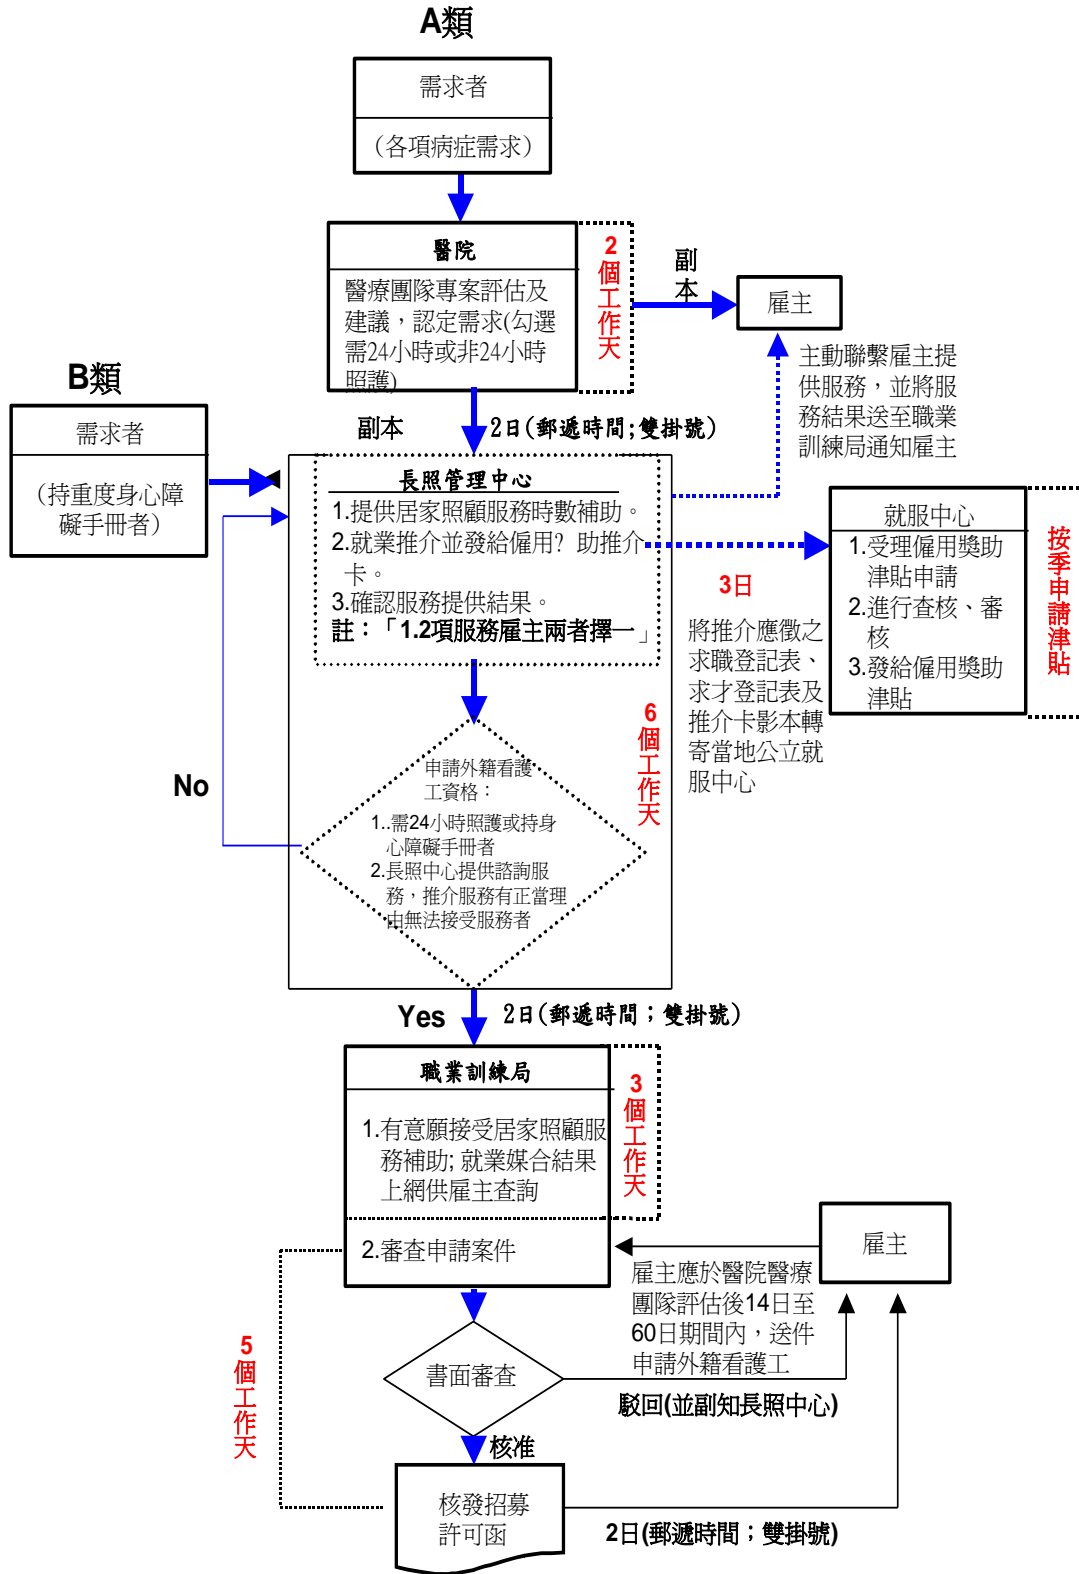 A類
需求者
（各項病症需求）
醫院
醫療團隊專案評估及
建議，認定需求(勾選
需24小時或非24小時
照護)
2
個
工
作
天
副
本
雇主
主動聯繫雇主提
供服務，並將服
務結果送至職業
訓練局通知雇主
B類
需求者
（持重度身心障
礙手冊者）
副本
2日(郵遞時間;雙掛號)
長照管理中心
1.提供居家照顧服務時數補助。
2.就業推介並發給僱用? 助推介
卡。
3.確認服務提供結果。
註：「1.2項服務雇主兩者擇一」
3日
將推介應徵之
求職登記表、
求才登記表及
推介卡影本轉
寄當地公立就
服中心
就服中心
1.受理僱用獎助
津貼申請
2.進行查核、審
核
3.發給僱用獎助
津貼
按
季
申
請
津
貼
6
個
工
作
天
No
申請外籍看護
工資格：
1..需24小時照護或持身
心障礙手冊者
2.長照中心提供諮詢服
務，推介服務有正當理
由無法接受服務者
Yes
2日(郵遞時間；雙掛號)
職業訓練局
1.有意願接受居家照顧服
務補助; 就業媒合結果
上網供雇主查詢
3
個
工
作
天
2.審查申請案件
雇主
雇主應於醫院醫療
團隊評估後14日至
60日期間內，送件
申請外籍看護工
5
個
工
作
天
書面審查
駁回(並副知長照中心)
核准
核發招募
許可函
2日(郵遞時間；雙掛號)